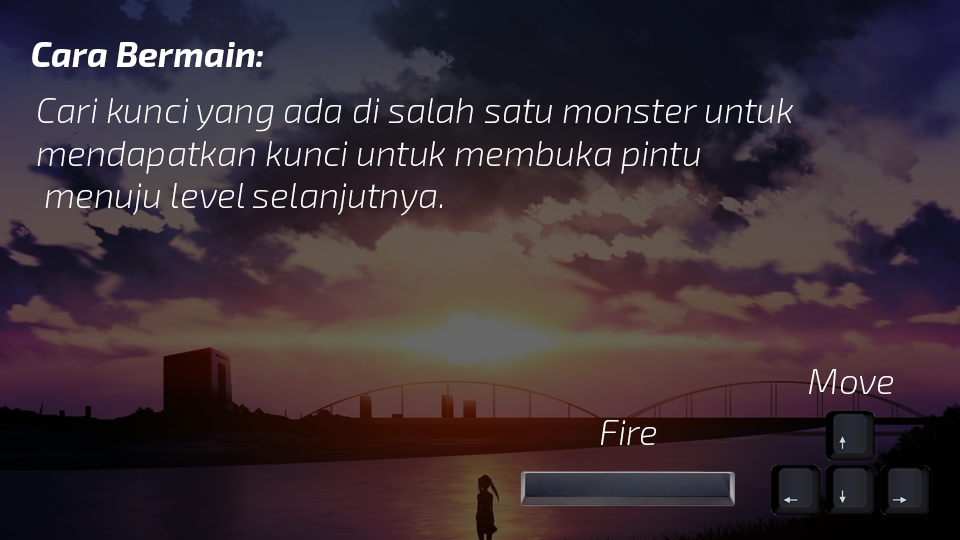 Cara Bermain:
Cari kunci yang ada di salah satu monster untuk
mendapatkan kunci untuk membuka pintu
menuju level selanjutnya.
Move
Fire
↑
← ↓ →